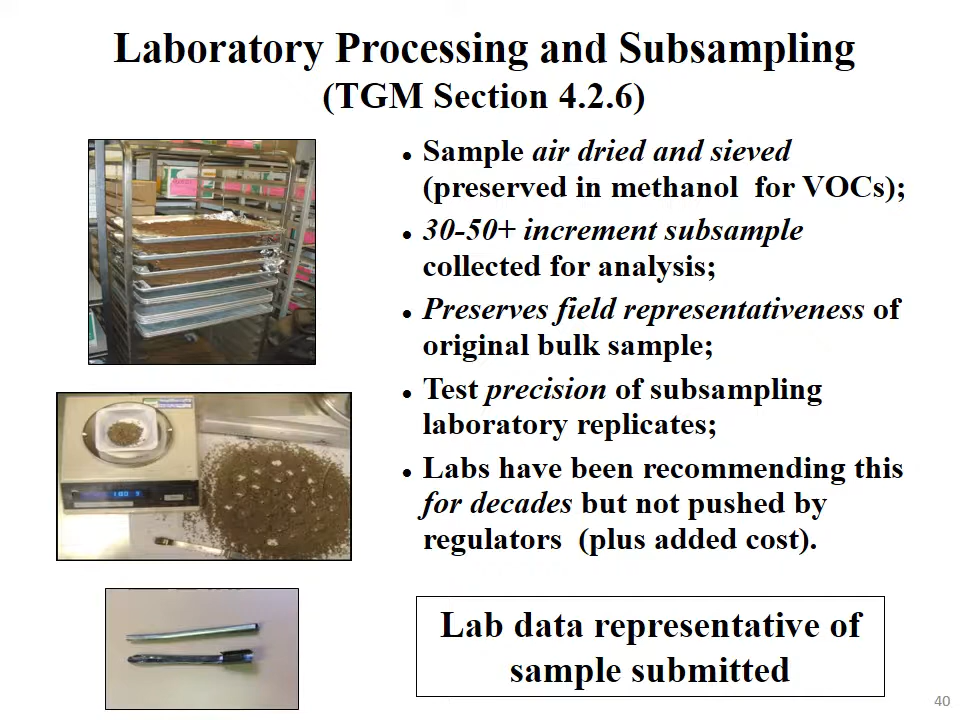 Laboratory Processing and Subsampling
(TGM Section 4.2.6)
● Sample air dried and sieved
(preserved in methanol for VOCs);
● 30-50+ increment subsample
collected for analysis;
● Preserves field representativeness of
original bulk sample;
● Test precision of subsampling
laboratory replicates;
● Labs have been recommending this
for decades but not pushed by
regulators (plus added cost).
Lab data representative of
sample submitted
40